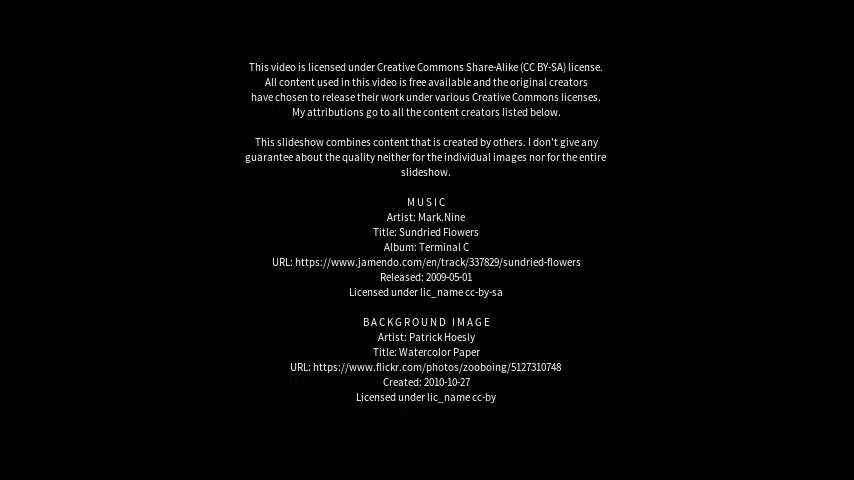 This video is licensed under Creative Commons Share-Alike (CC BY-SA) license.
All content used in this video is free available and the original creators
have chosen to release their work under various Creative Commons licenses.
My attributions go to all the content creators listed below.
This slideshow combines content that is created by others. I don't give any
guarantee about the quality neither for the individual images nor for the entire
slideshow.
MUSIC
Artist: Mark.Nine
Title: Sundried Flowers
Album: Terminal C
URL: https://www.jamendo.com/en/track/337829/sundried-flowers
Released: 2009-05-01
Licensed under lic_name cc-by-sa
BACKGROUND IMAGE
Artist: Patrick Hoesly
Title: Watercolor Paper
URL: https://www.flickr.com/photos/zooboing/5127310748
Created: 2010-10-27
Licensed under lic_name cc-by